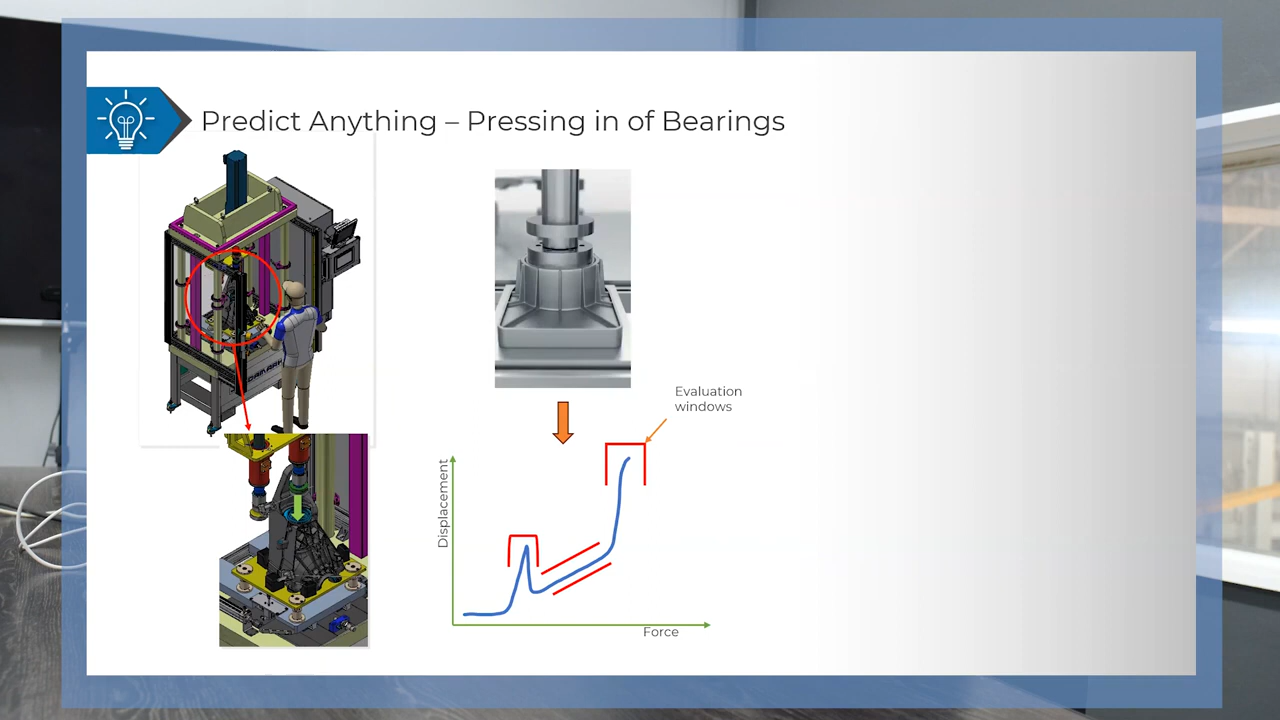 Predict Anything – Pressing in of Bearings
Evaluation
windows
Displacement
Force